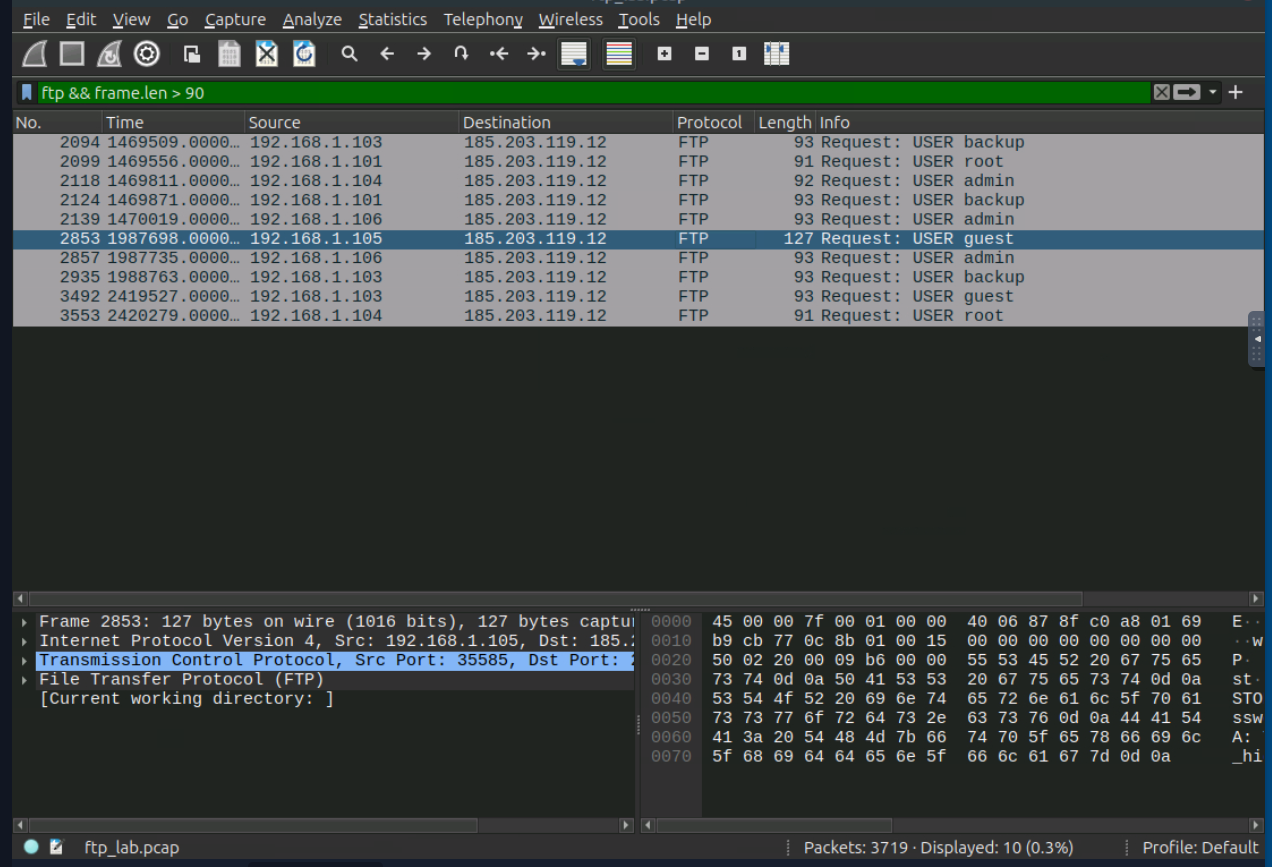 File Edit View Go Capture Analyze Statistics Telephony Wireless Tools Help
ftp && frame.len > 90
No. Time Source Destination Protocol Length Info
2094 1469509.0000… 192.168.1.103 185.203.119.12 FTP 93 Request: USER backup
2099 1469556.0000… 192.168.1.101 185.203.119.12 FTP 91 Request: USER root
2118 1469811.0000… 192.168.1.104 185.203.119.12 FTP 92 Request: USER admin
2124 1469871.0000… 192.168.1.101 185.203.119.12 FTP 93 Request: USER backup
2139 1470019.0000… 192.168.1.106 185.203.119.12 FTP 93 Request: USER admin
2853 1987698.0000… 192.168.1.105 185.203.119.12 FTP 127 Request: USER guest
2857 1987735.0000… 192.168.1.106 185.203.119.12 FTP 93 Request: USER admin
2935 1988763.0000… 192.168.1.103 185.203.119.12 FTP 93 Request: USER backup
3492 2419527.0000… 192.168.1.103 185.203.119.12 FTP 93 Request: USER guest
3553 2420279.0000… 192.168.1.104 185.203.119.12 FTP 91 Request: USER root
Frame 2853: 127 bytes on wire (1016 bits), 127 bytes captu
Internet Protocol Version 4, Src: 192.168.1.105, Dst: 185.
Transmission Control Protocol, Src Port: 35585, Dst Port:
File Transfer Protocol (FTP)
[Current working directory: ]
0000 45 00 00 7f 00 01 00 00 40 06 87 8f c0 a8 01 69 E··
0010 b9 cb 77 0c 8b 01 00 15 00 00 00 00 00 00 00 00 ··w
0020 50 02 20 00 09 b6 00 00 55 53 45 52 20 67 75 65 P·
0030 73 74 0d 0a 50 41 53 53 20 67 75 65 73 74 0d 0a st·
0040 53 54 4f 52 20 69 6e 74 65 72 6e 61 6c 5f 70 61 STO
0050 73 73 77 6f 72 64 73 2e 63 73 76 0d 0a 44 41 54 ssw
0060 41 3a 20 54 48 4d 7b 66 74 70 5f 65 78 66 69 6c A:
0070 5f 68 69 64 64 65 6e 5f 66 6c 61 67 7d 0d 0a _hi
ftp_lab.pcap Packets: 3719 · Displayed: 10 (0.3%) Profile: Default